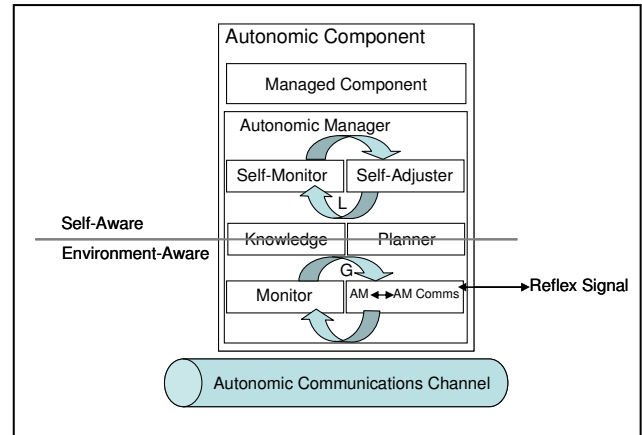 Autonomic Component
Managed Component
Autonomic Manager
Self-Monitor Self-Adjuster
L
Self-Aware
Knowledge Planner
Environment-Aware
G
Monitor AM AM Comms
Reflex Signal
Autonomic Communications Channel